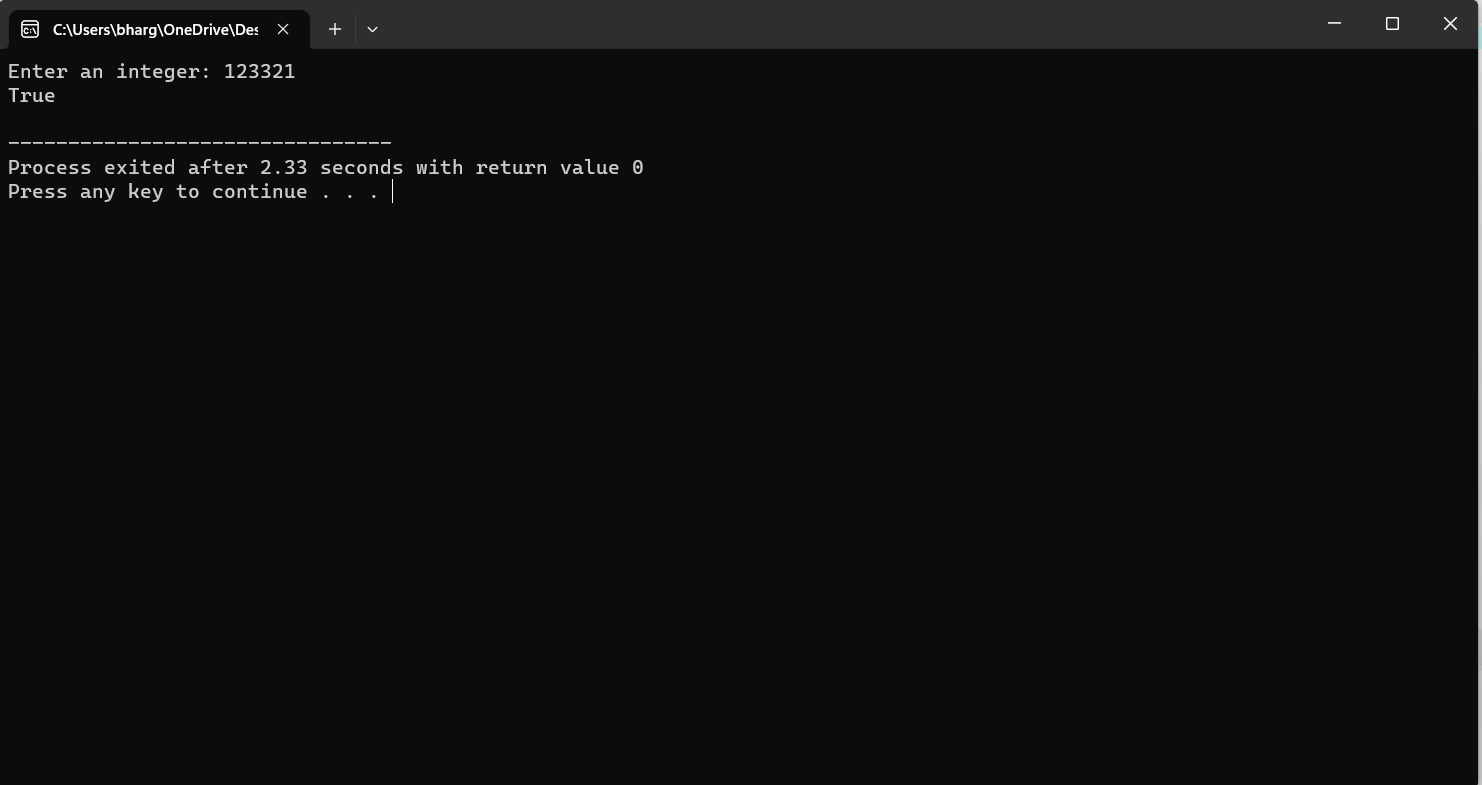 C:\Users\bharg\OneDrive\Des
Enter an integer: 123321
True
--------------------------------
Process exited after 2.33 seconds with return value 0
Press any key to continue . . .